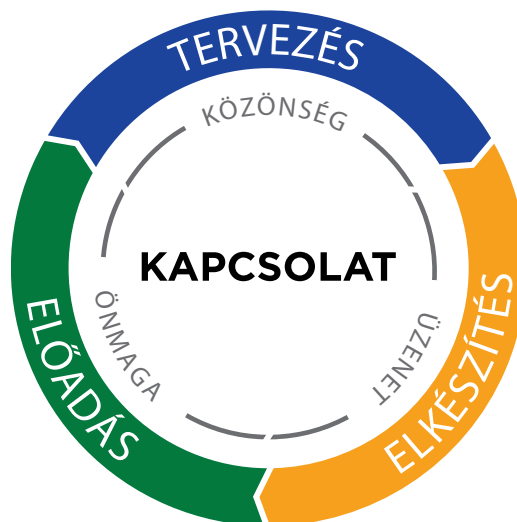 TERVEZÉS
KÖZÖNSÉG
KAPCSOLAT
ÖNMAGA
ÜZENET
ELŐADÁS
ELKÉSZÍTÉS